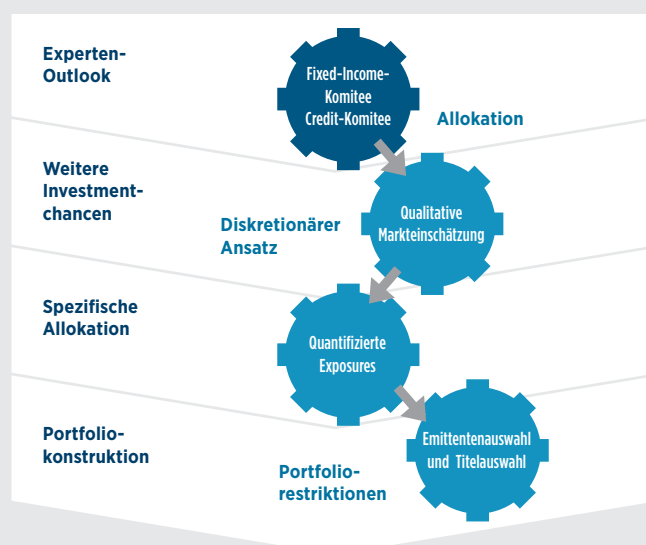 Experten-
Outlook
Fixed-Income-
Komitee
Credit-Komitee
Allokation
Weitere
Investment-
chancen
Qualitative
Markteinschätzung
Diskretionärer
Ansatz
Spezifische
Allokation
Quantifizierte
Exposures
Portfolio-
konstruktion
Emittentenauswahl
und Titelauswahl
Portfolio-
restriktionen